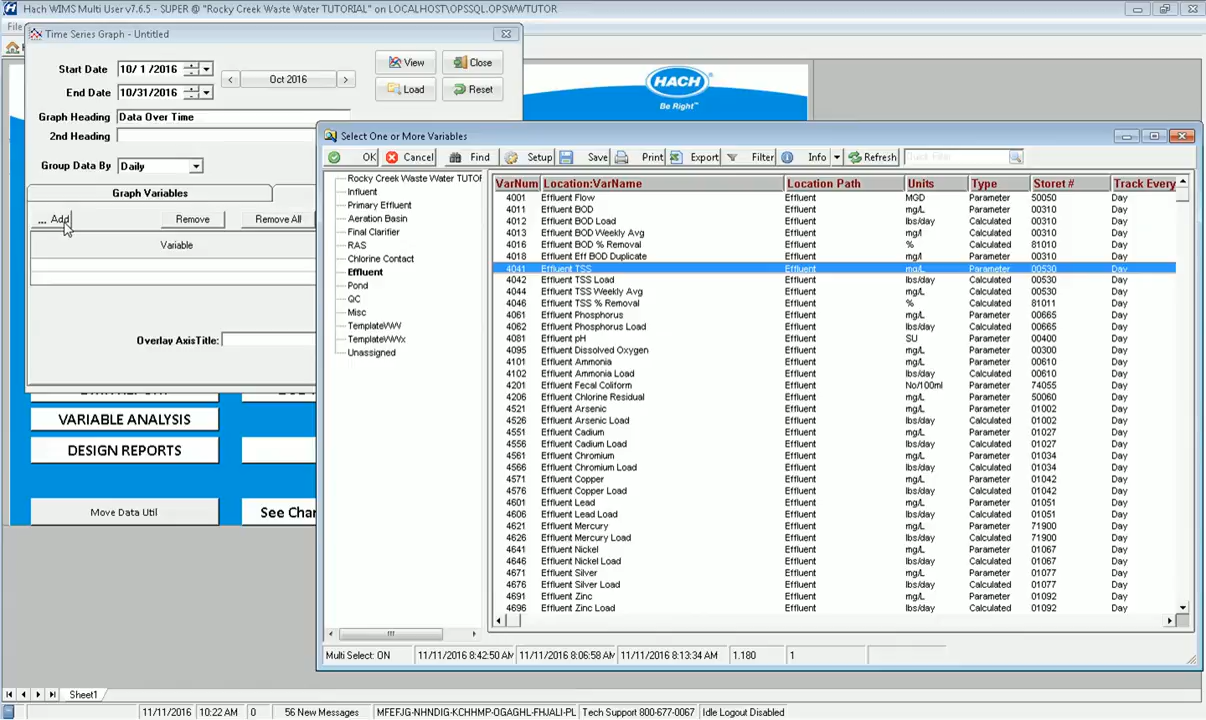 Hach WIMS Multi User v7.6.5 - SUPER @ "Rocky Creek Waste Water TUTORIAL" on LOCALHOST\OPSSQL.OPSWWTUTOR
File
Time Series Graph - Untitled
Start Date 10/ 1 /2016
< Oct 2016 >
End Date 10/31/2016
View Close
Load Reset
Graph Heading Data Over Time
2nd Heading
Group Data By Daily
Graph Variables
... Add Remove Remove All
Variable
Overlay AxisTitle:
HACH
Be Right™
VARIABLE ANALYSIS
DESIGN REPORTS
Move Data Util
Select One or More Variables
OK Cancel Find Setup Save Print Export Filter Info Refresh Quick Filter
Rocky Creek Waste Water TUTOF
Influent
Primary Effluent
Aeration Basin
Final Clarifier
RAS
Chlorine Contact
Effluent
Pond
QC
Misc
TemplateWW
TemplateWWx
Unassigned
VarNum Location:VarName Location Path Units Type Storet # Track Every
4001 Effluent Flow Effluent MGD Parameter 50050 Day
4011 Effluent BOD Effluent mg/l Parameter 00310 Day
4012 Effluent BOD Load Effluent lbs/day Calculated 00310 Day
4013 Effluent BOD Weekly Avg Effluent mg/l Calculated 00310 Day
4016 Effluent BOD % Removal Effluent % Calculated 81010 Day
4018 Effluent Eff BOD Duplicate Effluent mg/l Parameter 00310 Day
4041 Effluent TSS Effluent mg/L Parameter 00530 Day
4042 Effluent TSS Load Effluent lbs/day Calculated 00530 Day
4044 Effluent TSS Weekly Avg Effluent mg/L Calculated 00530 Day
4046 Effluent TSS % Removal Effluent % Calculated 81011 Day
4061 Effluent Phosphorus Effluent mg/L Parameter 00665 Day
4062 Effluent Phosphorus Load Effluent lbs/day Calculated 00665 Day
4081 Effluent pH Effluent SU Parameter 00400 Day
4095 Effluent Dissolved Oxygen Effluent mg/L Parameter 00300 Day
4101 Effluent Ammonia Effluent mg/L Parameter 00610 Day
4102 Effluent Ammonia Load Effluent lbs/day Calculated 00610 Day
4201 Effluent Fecal Coliform Effluent No/100ml Parameter 74055 Day
4206 Effluent Chlorine Residual Effluent mg/L Parameter 50060 Day
4521 Effluent Arsenic Effluent mg/L Parameter 01002 Day
4526 Effluent Arsenic Load Effluent lbs/day Calculated 01002 Day
4551 Effluent Cadium Effluent mg/L Parameter 01027 Day
4556 Effluent Cadium Load Effluent lbs/day Calculated 01027 Day
4561 Effluent Chromium Effluent mg/L Parameter 01034 Day
4566 Effluent Chromium Load Effluent lbs/day Calculated 01034 Day
4571 Effluent Copper Effluent mg/L Parameter 01042 Day
4576 Effluent Copper Load Effluent lbs/day Calculated 01042 Day
4601 Effluent Lead Effluent mg/L Parameter 01051 Day
4606 Effluent Lead Load Effluent lbs/day Calculated 01051 Day
4621 Effluent Mercury Effluent mg/L Parameter 71900 Day
4626 Effluent Mercury Load Effluent lbs/day Calculated 71900 Day
4641 Effluent Nickel Effluent mg/L Parameter 01067 Day
4646 Effluent Nickel Load Effluent lbs/day Calculated 01067 Day
4671 Effluent Silver Effluent mg/L Parameter 01077 Day
4676 Effluent Silver Load Effluent lbs/day Calculated 01077 Day
4691 Effluent Zinc Effluent mg/L Parameter 01092 Day
4696 Effluent Zinc Load Effluent lbs/day Calculated 01092 Day
Multi Select: ON 11/11/2016 8:42:50 AM 11/11/2016 8:06:58 AM 11/11/2016 8:13:34 AM 1.180 1
See Char
Sheet1
11/11/2016 10:22 AM 0 56 New Messages MFEFJG-NHNDIG-KCHHMP-OGAGHL-FHJALI-PL Tech Support 800-677-0067 Idle Logout Disabled